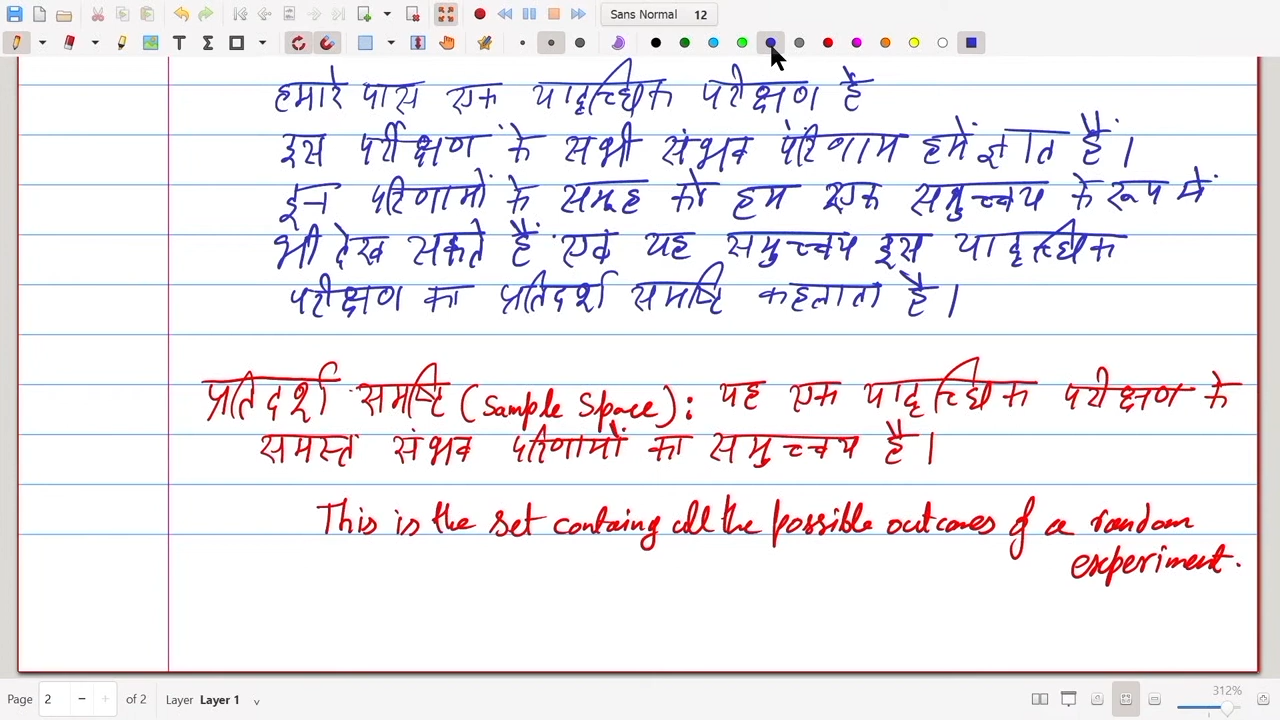 Sans Normal 12
हमारे पास एक यादृच्छिक परीक्षण है
इस परीक्षण के सभी संभव परिणाम हमें ज्ञात हैं।
इन परिणामों के समूह को हम एक समुच्चय के रूप में
भी देख सकते हैं एवं यह समुच्चय इस यादृच्छिक
परीक्षण का प्रतिदर्श समष्टि कहलाता है।
प्रतिदर्श समष्टि (Sample Space): यह एक यादृच्छिक परीक्षण के
समस्त संभव परिणामों का समुच्चय है।
This is the set containg all the possible outcomes of a random
experiment.
Page 2 of 2 Layer Layer 1 312%